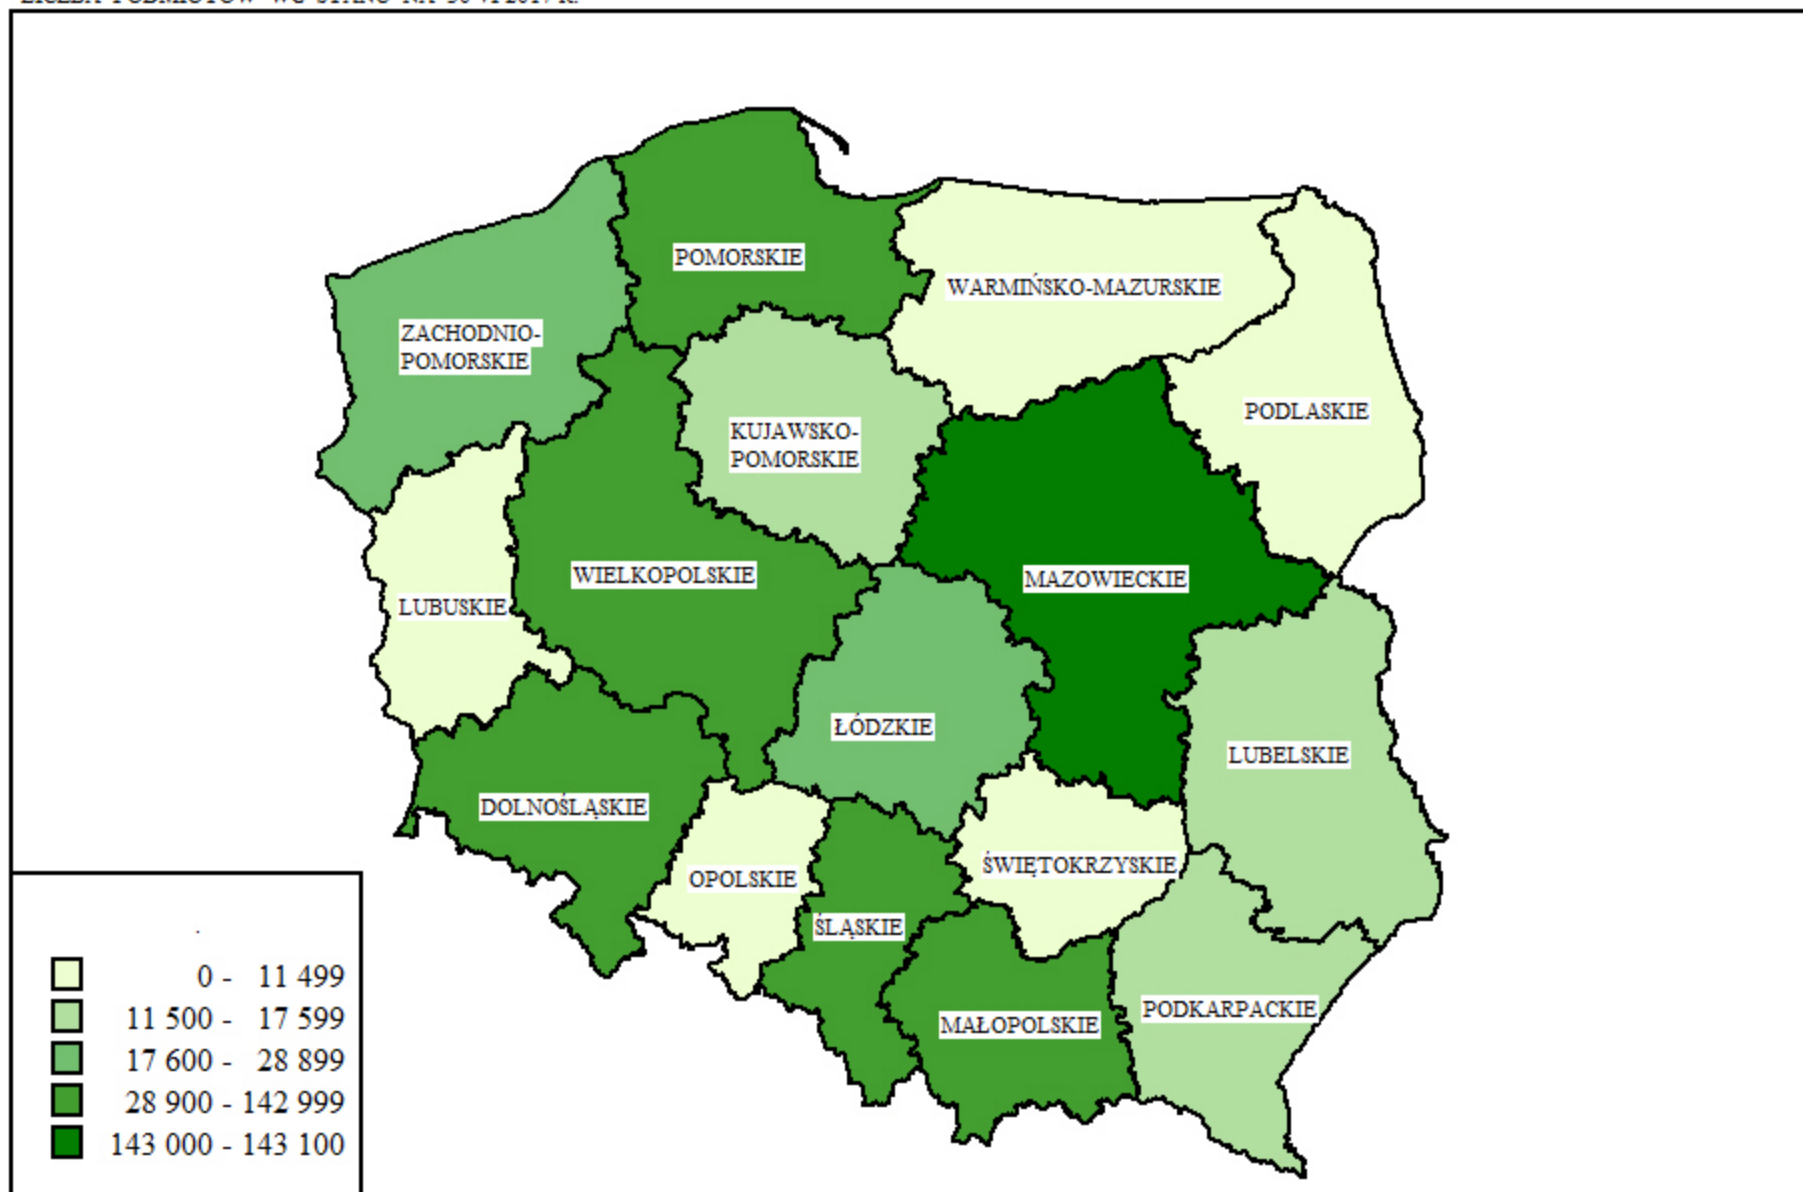 POMORSKIE
WARMIŃSKO-MAZURSKIE
ZACHODNIO-
POMORSKIE
PODLASKIE
KUJAWSKO-
POMORSKIE
WIELKOPOLSKIE
MAZOWIECKIE
LUBUSKIE
ŁÓDZKIE
LUBELSKIE
DOLNOŚLĄSKIE
ŚWIĘTOKRZYSKIE
OPOLSKIE
ŚLĄSKIE
PODKARPACKIE
MAŁOPOLSKIE
0 - 11 499
11 500 - 17 599
17 600 - 28 899
28 900 - 142 999
143 000 - 143 100